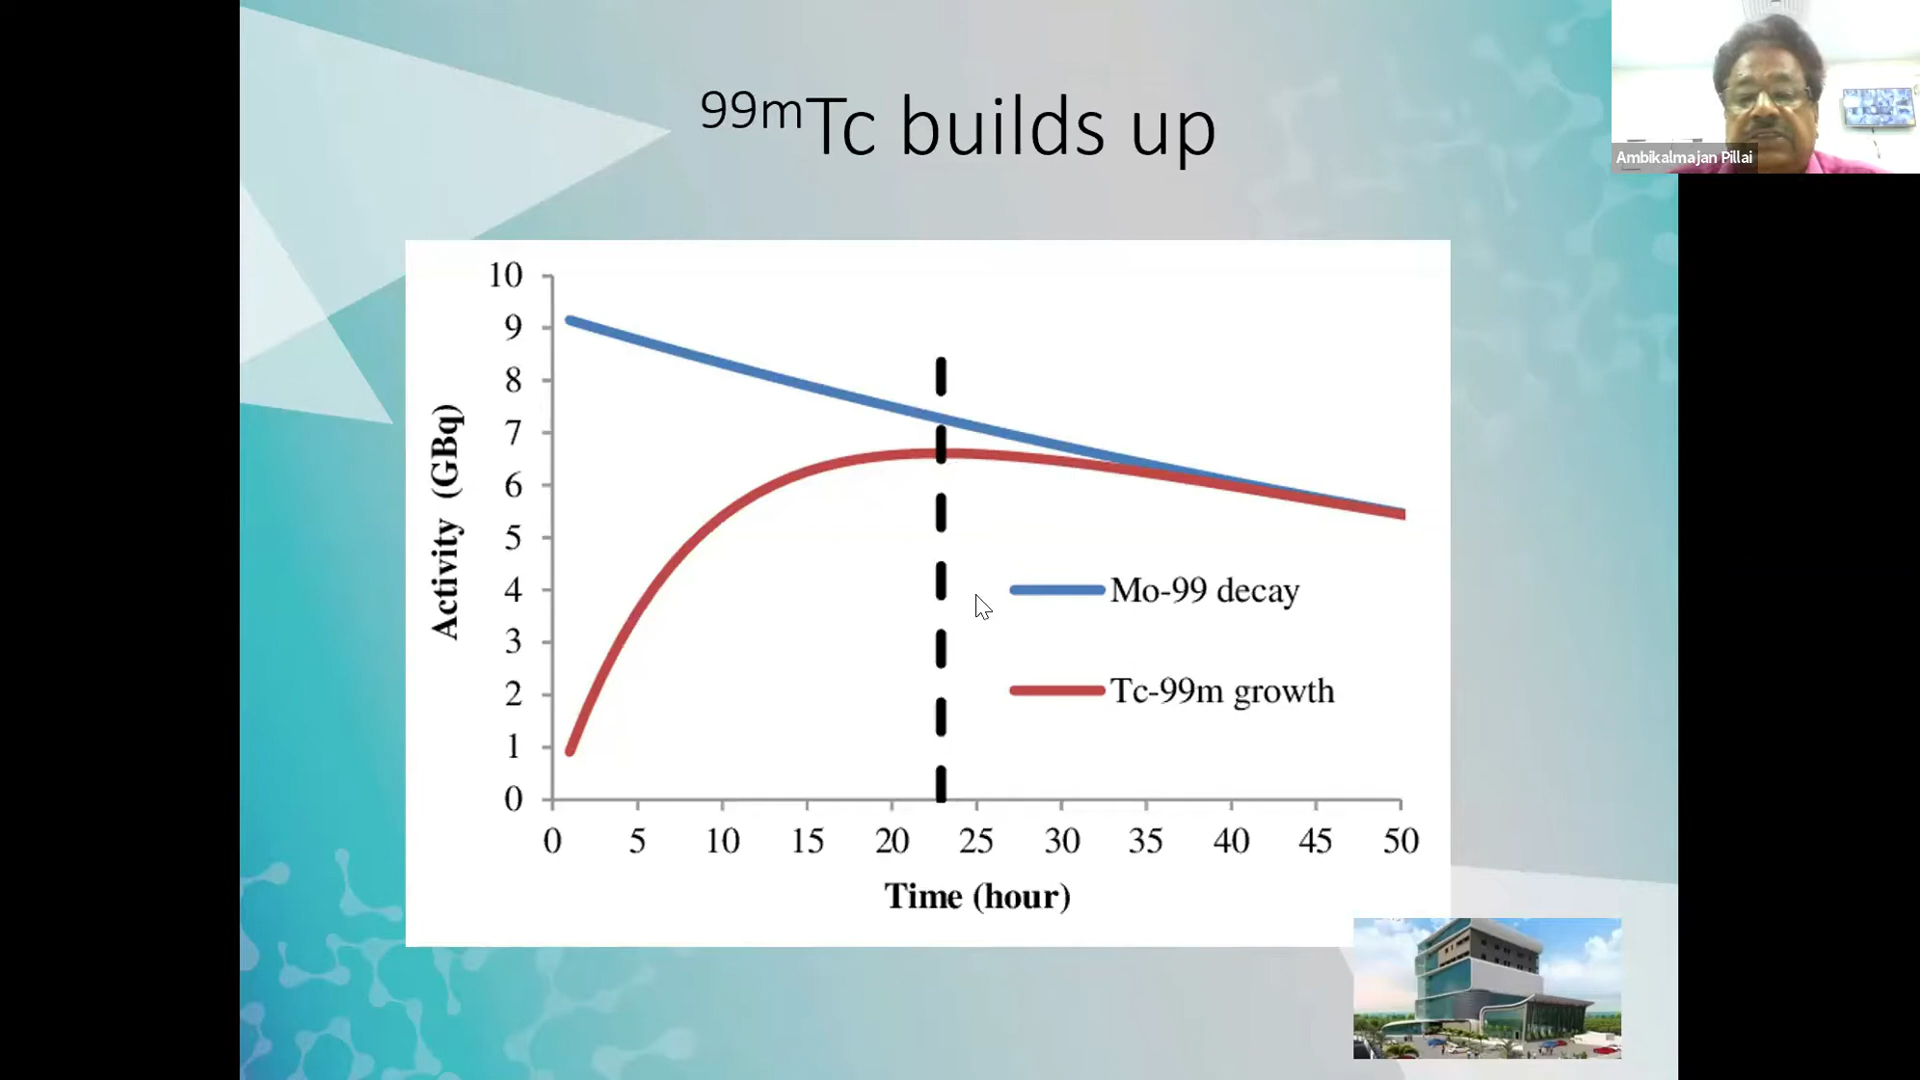 99mTc builds up
Ambikalmajan Pillai
10
9
8
7
6
5
4
3
2
1
0
Activity (GBq)
Mo-99 decay
Tc-99m growth
0 5 10 15 20 25 30 35 40 45 50
Time (hour)